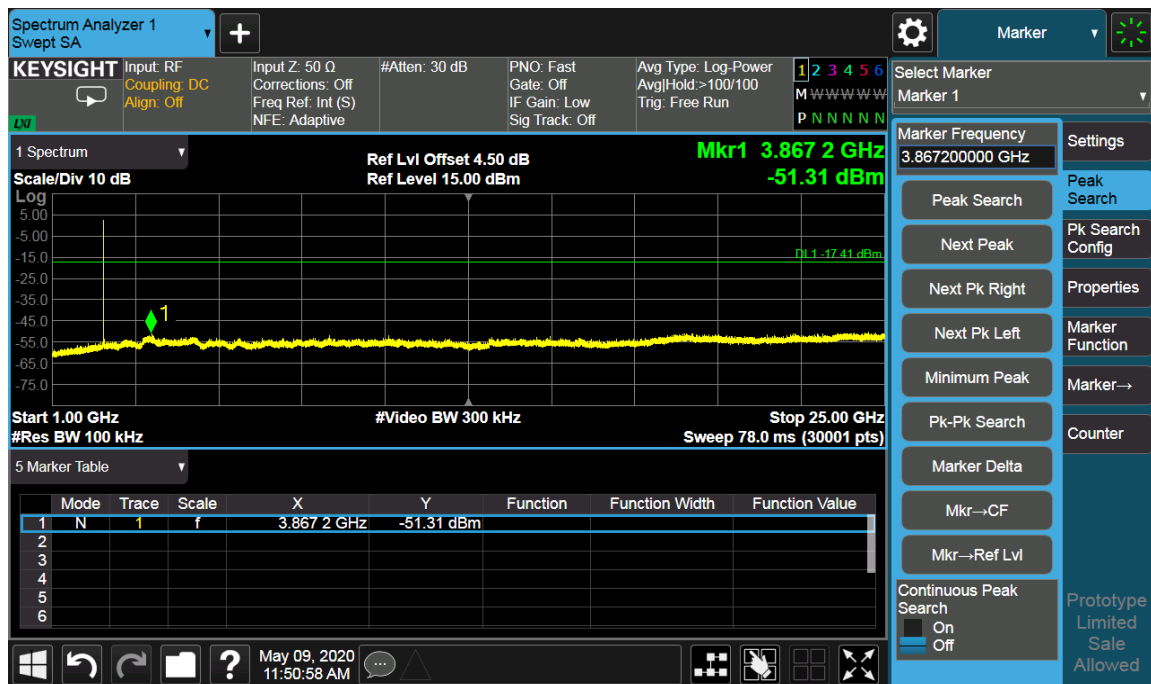 Spectrum Analyzer 1
Swept SA
Marker
KEYSIGHT
LXI
Input: RF
Coupling: DC
Align: Off
Input Z: 50 Ω
Corrections: Off
Freq Ref: Int (S)
NFE: Adaptive
#Atten: 30 dB
PNO: Fast
Gate: Off
IF Gain: Low
Sig Track: Off
Avg Type: Log-Power
Avg|Hold:>100/100
Trig: Free Run
1 2 3 4 5 6
M W W W W W
P N N N N N
Select Marker
Marker 1
1 Spectrum
Scale/Div 10 dB
Log
Ref Lvl Offset 4.50 dB
Ref Level 15.00 dBm
Mkr1 3.867 2 GHz
-51.31 dBm
5.00
-5.00
-15.0
-25.0
-35.0
-45.0
-55.0
-65.0
-75.0
DL1 -17.41 dBm
1
Start 1.00 GHz
#Res BW 100 kHz
#Video BW 300 kHz
Stop 25.00 GHz
Sweep 78.0 ms (30001 pts)
5 Marker Table
Mode Trace Scale X Y Function Function Width Function Value
1 N 1 f 3.867 2 GHz -51.31 dBm
2
3
4
5
6
Marker Frequency
3.867200000 GHz
Peak Search
Next Peak
Next Pk Right
Next Pk Left
Minimum Peak
Pk-Pk Search
Marker Delta
Mkr→CF
Mkr→Ref Lvl
Continuous Peak
Search
On
Off
Settings
Peak
Search
Pk Search
Config
Properties
Marker
Function
Marker→
Counter
Prototype
Limited
Sale
Allowed
?
May 09, 2020
11:50:58 AM